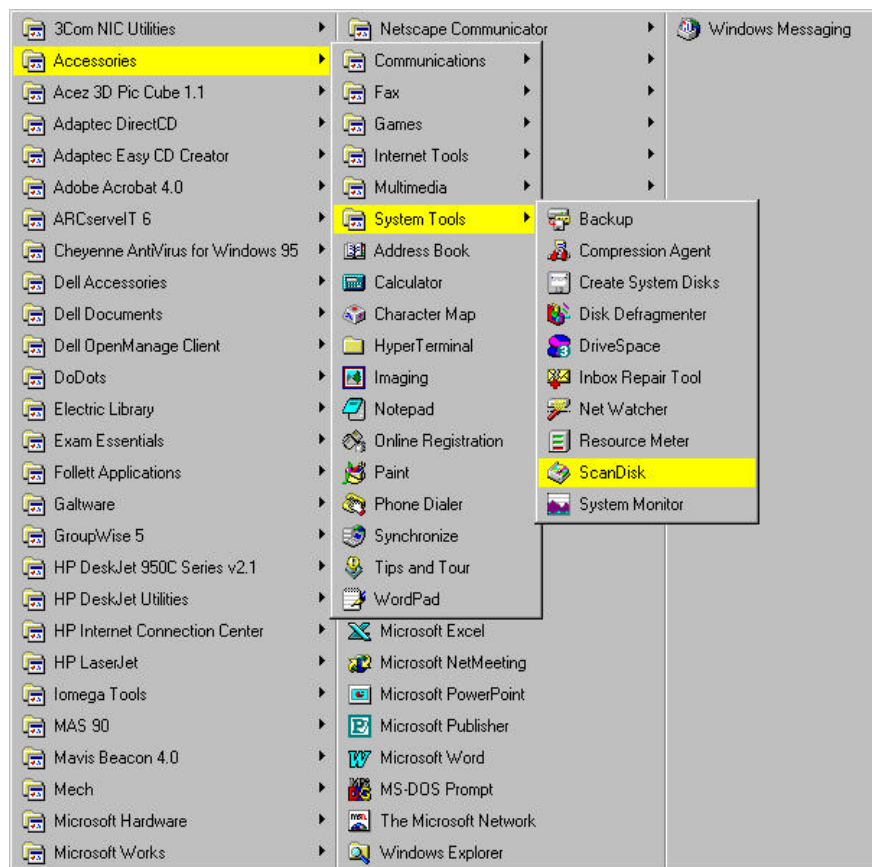 3Com NIC Utilities
Accessories
Acez 3D Pic Cube 1.1
Adaptec DirectCD
Adaptec Easy CD Creator
Adobe Acrobat 4.0
ARCserveIT 6
Cheyenne AntiVirus for Windows 95
Dell Accessories
Dell Documents
Dell OpenManage Client
DoDots
Electric Library
Exam Essentials
Follett Applications
Galtware
GroupWise 5
HP DeskJet 950C Series v2.1
HP DeskJet Utilities
HP Internet Connection Center
HP LaserJet
Iomega Tools
MAS 90
Mavis Beacon 4.0
Mech
Microsoft Hardware
Microsoft Works
Netscape Communicator
Communications
Fax
Games
Internet Tools
Multimedia
System Tools
Address Book
Calculator
Character Map
HyperTerminal
Imaging
Notepad
Online Registration
Paint
Phone Dialer
Synchronize
Tips and Tour
WordPad
Microsoft Excel
Microsoft NetMeeting
Microsoft PowerPoint
Microsoft Publisher
Microsoft Word
MS-DOS Prompt
The Microsoft Network
Windows Explorer
Backup
Compression Agent
Create System Disks
Disk Defragmenter
DriveSpace
Inbox Repair Tool
Net Watcher
Resource Meter
ScanDisk
System Monitor
Windows Messaging